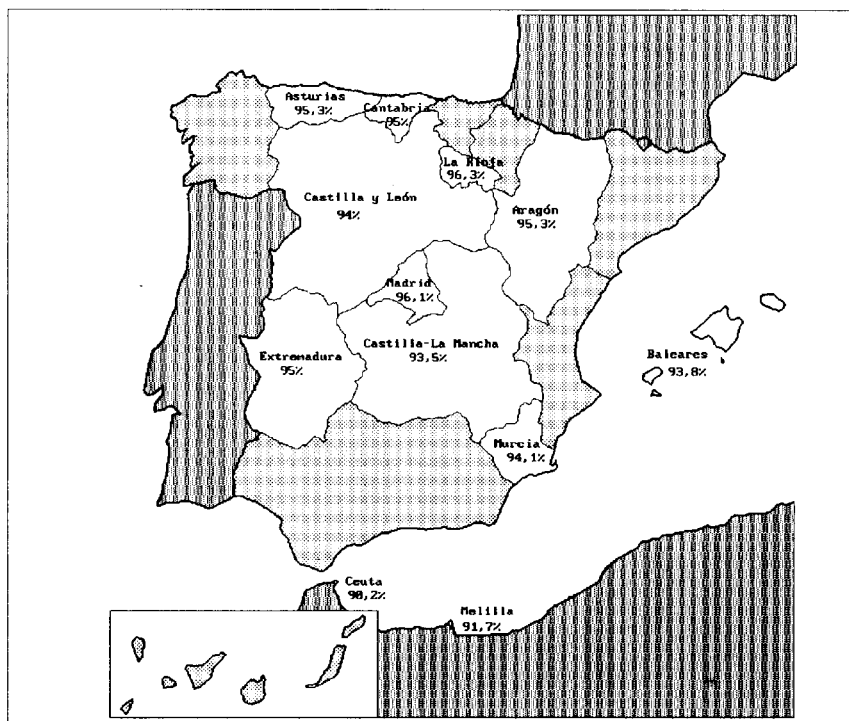 Asturias
95,3%
Cantabria
95%
La Rioja
96,3%
Castilla y León
94%
Aragón
95,3%
Madrid
96,1%
Castilla-La Mancha
93,5%
Extremadura
95%
Baleares
93,8%
Murcia
94,1%
Ceuta
90,2%
Melilla
91,7%